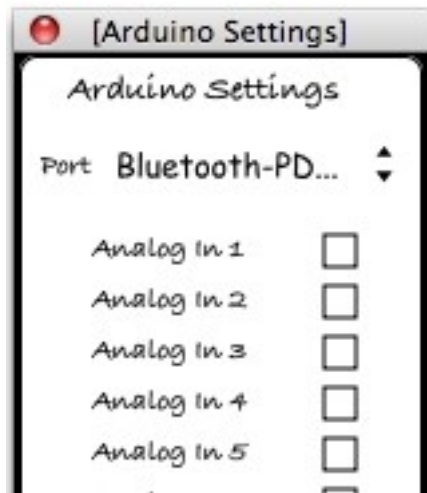 [Arduino Settings]
Arduino Settings
Port Bluetooth-PD...
Analog In 1
Analog In 2
Analog In 3
Analog In 4
Analog In 5